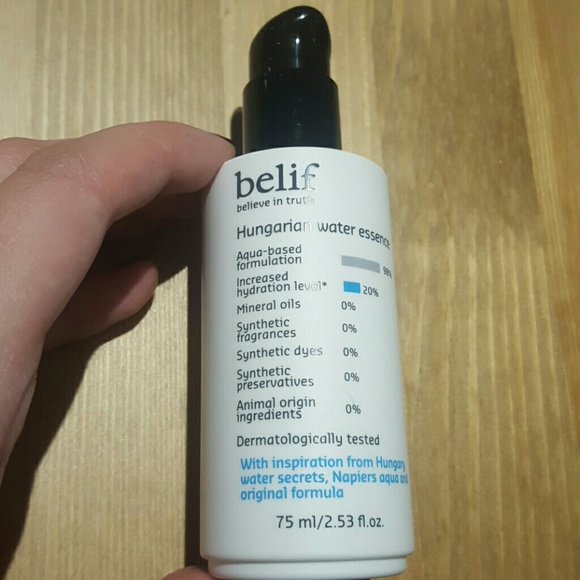 belif
believe in truth
Hungarian water essence
Aqua-based
formulation 98%
Increased
hydration level* 20%
Mineral oils 0%
Synthetic
fragrances 0%
Synthetic dyes 0%
Synthetic
preservatives 0%
Animal origin
ingredients 0%
Dermatologically tested
With inspiration from Hungary
water secrets, Napiers aqua and
original formula
75 ml/2.53 fl.oz.